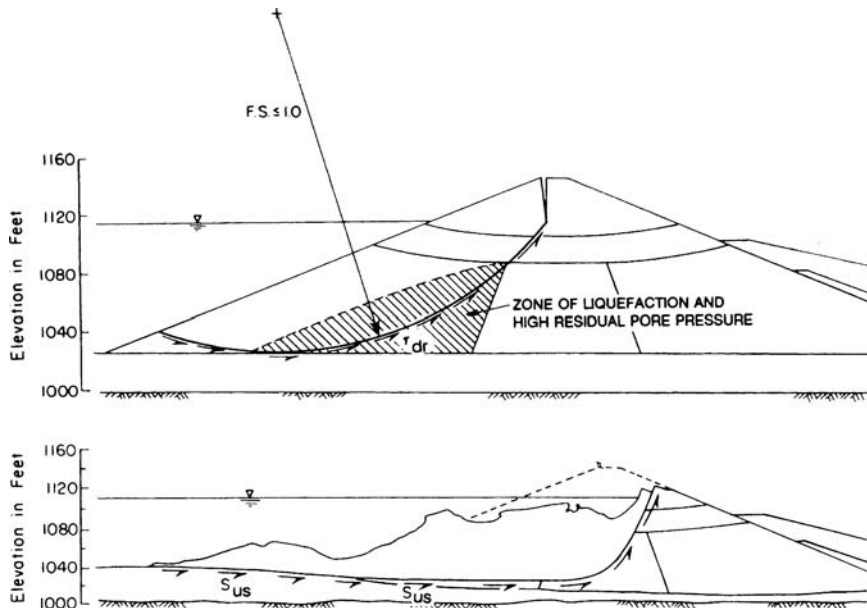 F.S. ≤ 1.0
1160
1120
1080
1040
1000
Elevation in Feet
ZONE OF LIQUEFACTION AND
HIGH RESIDUAL PORE PRESSURE
τdr
1160
1120
1080
1040
1000
Elevation in Feet
Sus
Sus